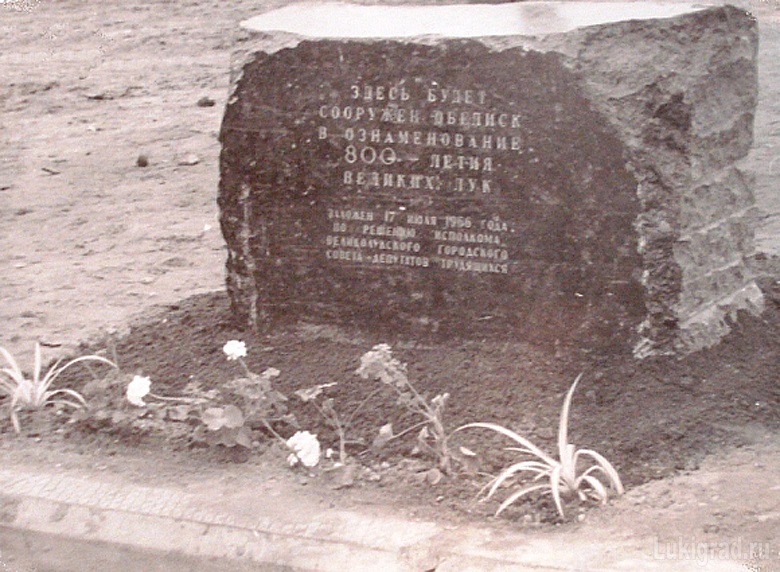 ЗДЕСЬ БУДЕТ
СООРУЖЕН ОБЕЛИСК
В ОЗНАМЕНОВАНИЕ
800 - ЛЕТИЯ
ВЕЛИКИХ ЛУК
ЗАЛОЖЕН 17 ИЮЛЯ 1966 ГОДА.
ПО РЕШЕНИЮ ИСПОЛКОМА
ВЕЛИКОЛУКСКОГО ГОРОДСКОГО
СОВЕТА ДЕПУТАТОВ ТРУДЯЩИХСЯ
Lukigrad.ru